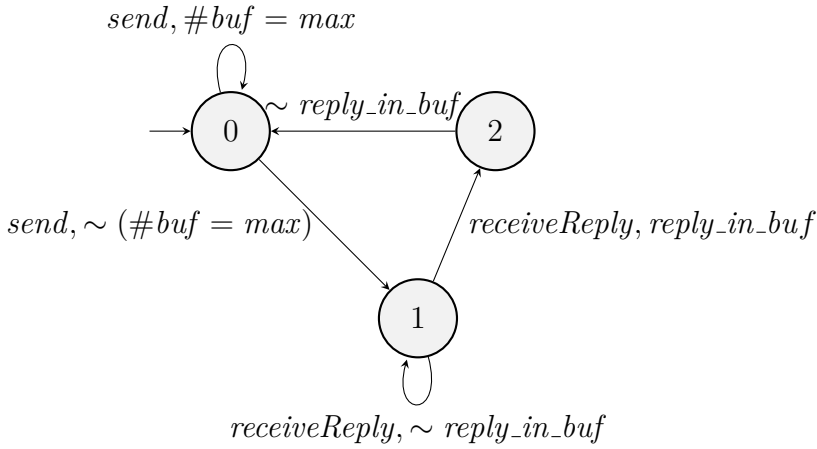 send, #buf = max
∼ reply_in_buf
0
2
send, ∼ (#buf = max)
receiveReply, reply_in_buf
1
receiveReply, ∼ reply_in_buf